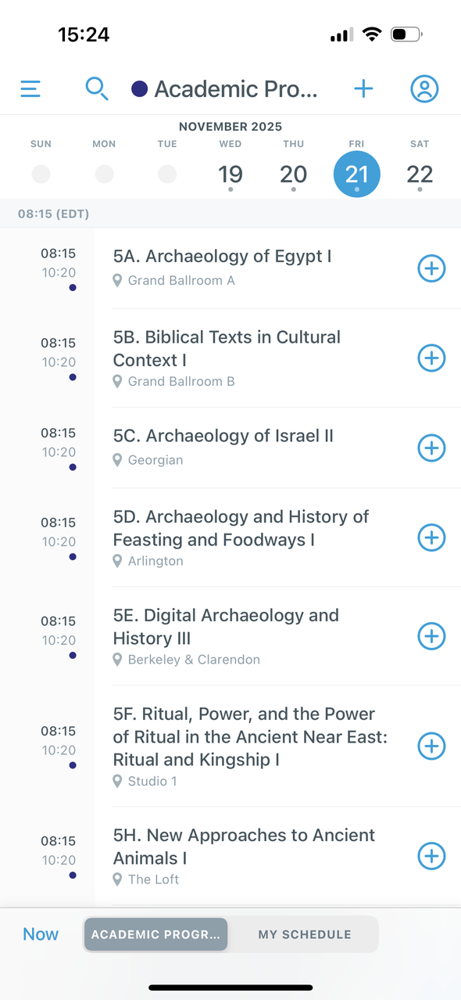 15:24
Academic Pro...
NOVEMBER 2025
SUN MON TUE WED THU FRI SAT
19 20 21 22
08:15 (EDT)
08:15
10:20
5A. Archaeology of Egypt I
Grand Ballroom A
08:15
10:20
5B. Biblical Texts in Cultural
Context I
Grand Ballroom B
08:15
10:20
5C. Archaeology of Israel II
Georgian
08:15
10:20
5D. Archaeology and History of
Feasting and Foodways I
Arlington
08:15
10:20
5E. Digital Archaeology and
History III
Berkeley & Clarendon
08:15
10:20
5F. Ritual, Power, and the Power
of Ritual in the Ancient Near East:
Ritual and Kingship I
Studio 1
08:15
10:20
5H. New Approaches to Ancient
Animals I
The Loft
Now
ACADEMIC PROGR...
MY SCHEDULE